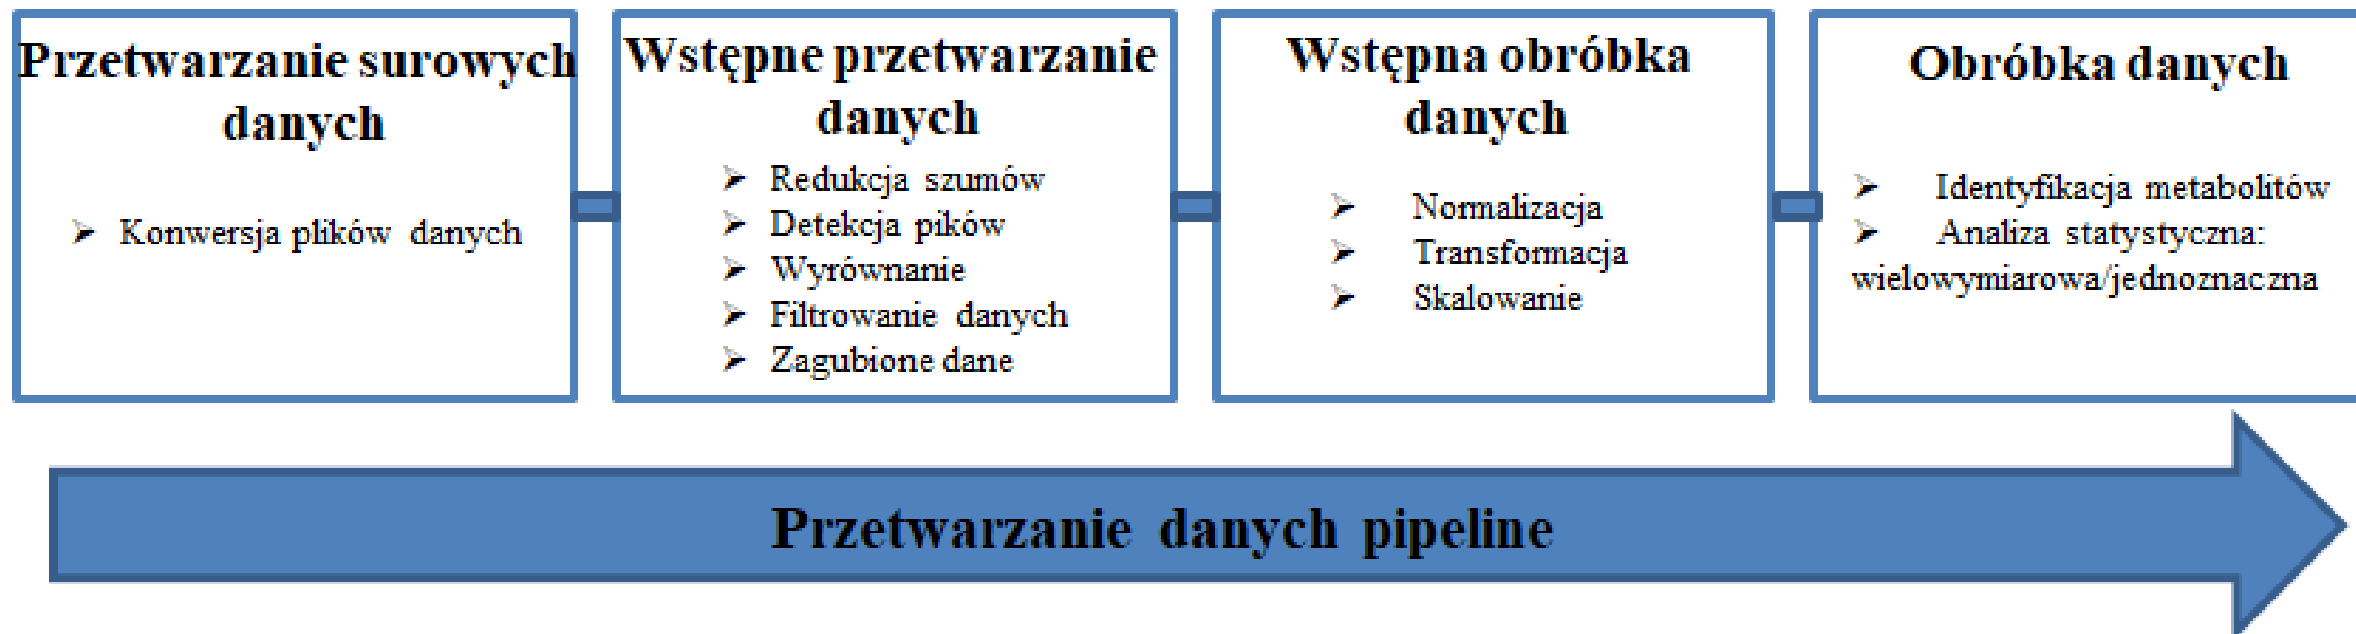 Przetwarzanie surowych
danych
➢ Konwersja plików danych
Wstępne przetwarzanie
danych
➢ Redukcja szumów
➢ Detekcja pików
➢ Wyrównanie
➢ Filtrowanie danych
➢ Zagubione dane
Wstępna obróbka
danych
➢ Normalizacja
➢ Transformacja
➢ Skalowanie
Obróbka danych
➢ Identyfikacja metabolitów
➢ Analiza statystyczna:
wielowymiarowa/jednoznaczna
Przetwarzanie danych pipeline